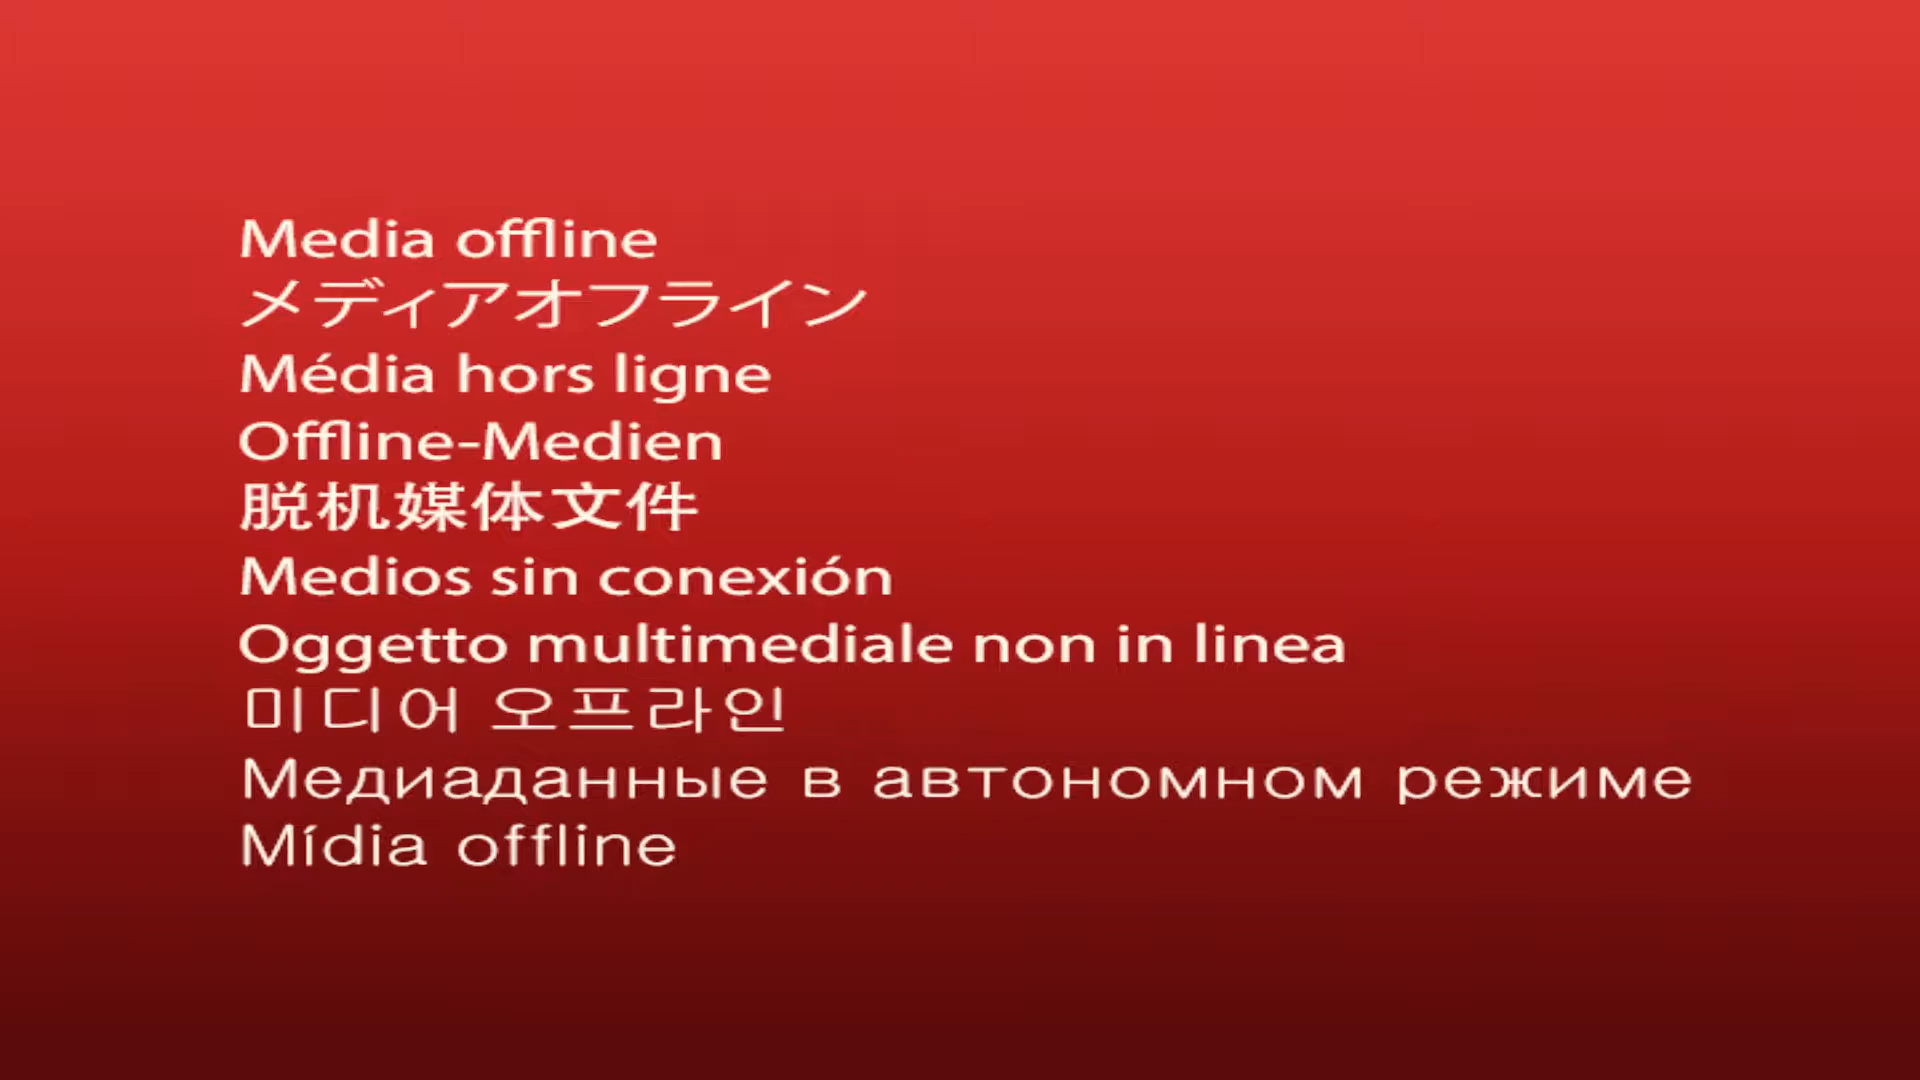 Media offline
メディアオフライン
Média hors ligne
Offline-Medien
脱机媒体文件
Medios sin conexión
Oggetto multimediale non in linea
미디어 오프라인
Медиаданные в автономном режиме
Mídia offline